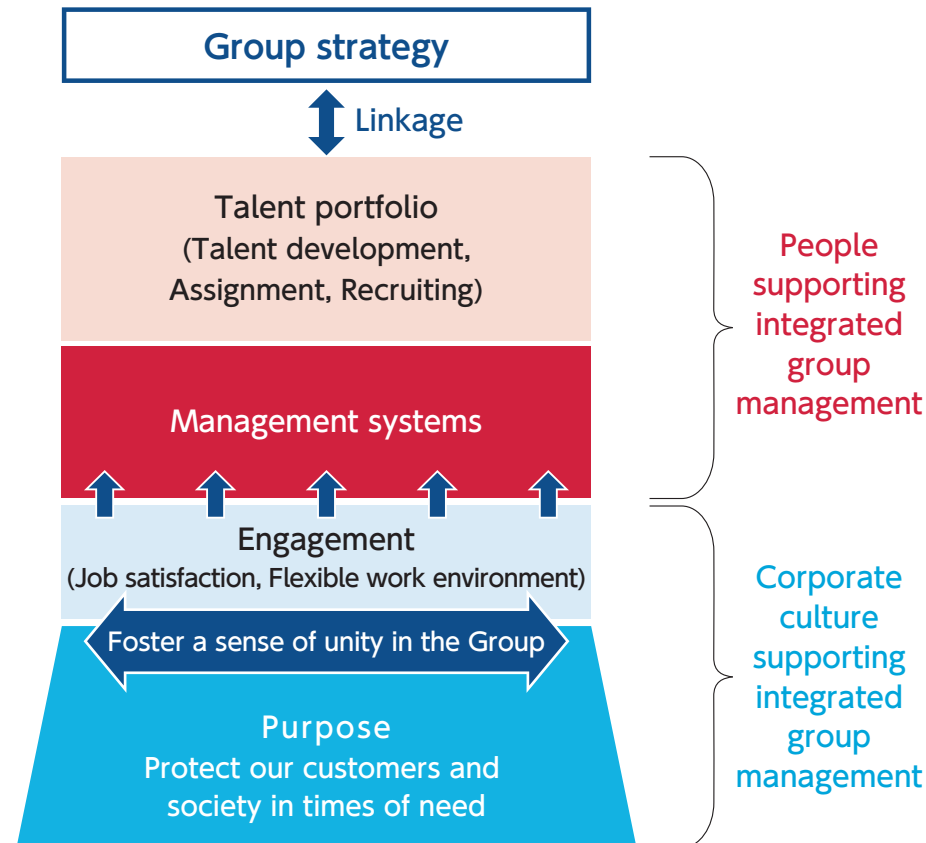 Group strategy
Linkage
Talent portfolio
(Talent development,
Assignment, Recruiting)
Management systems
People
supporting
integrated
group
management
Engagement
(Job satisfaction, Flexible work environment)
Foster a sense of unity in the Group
Purpose
Protect our customers and
society in times of need
Corporate
culture
supporting
integrated
group
management